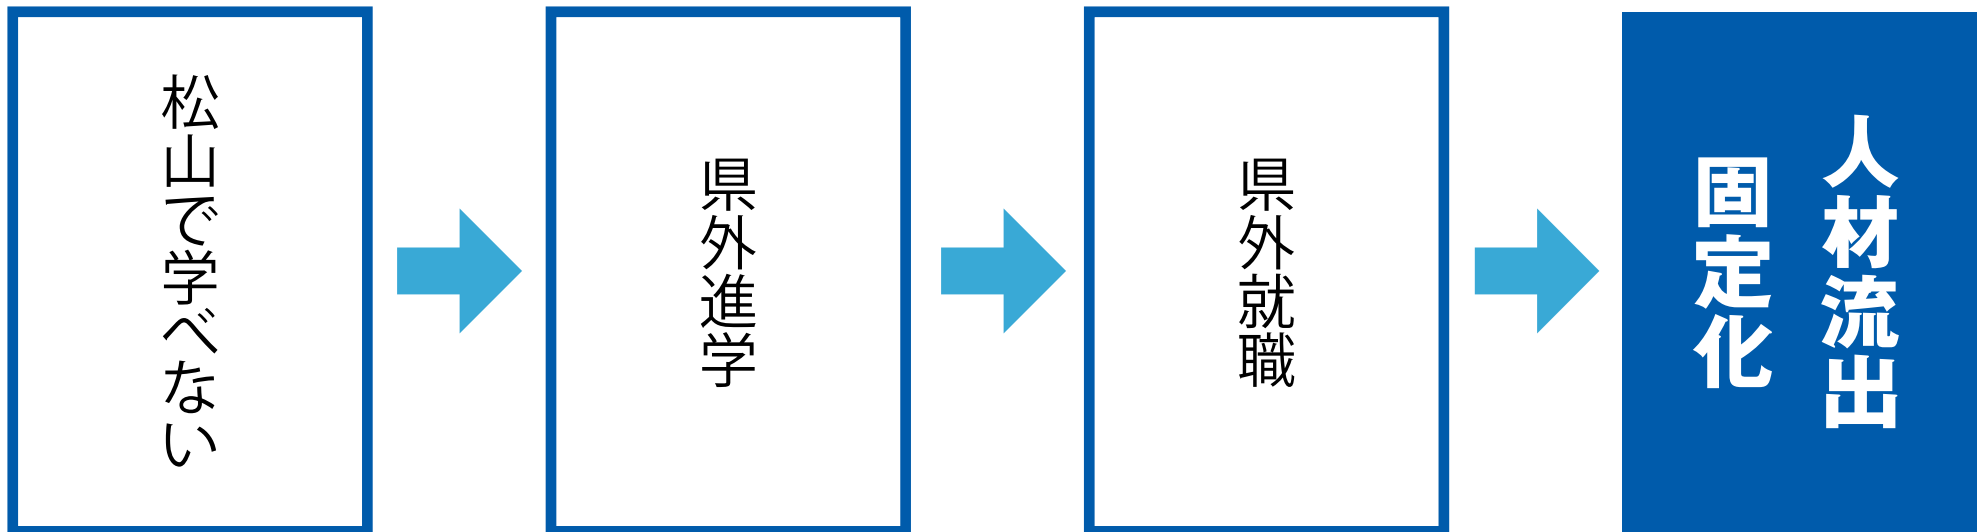 松山で学べない
県外進学
県外就職
人材流出
固定化